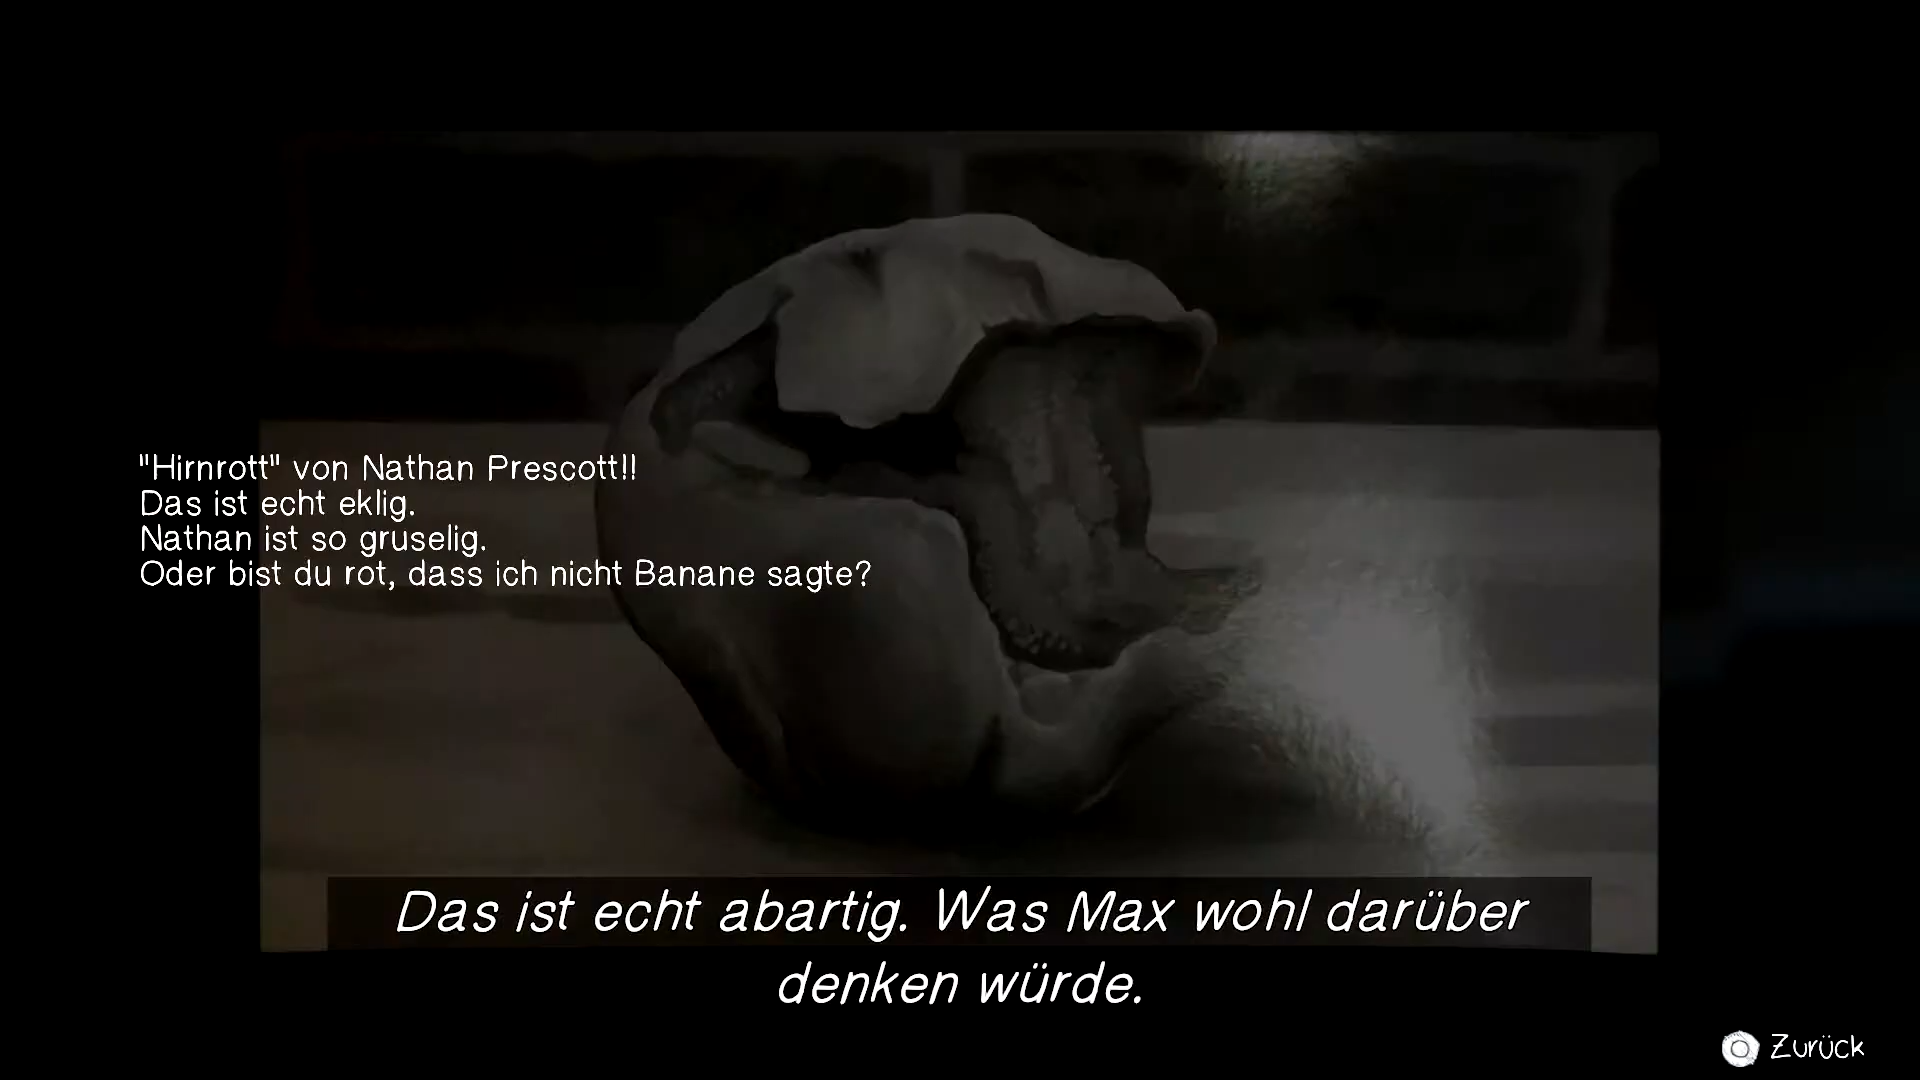 "Hirnrott" von Nathan Prescott!!
Das ist echt eklig.
Nathan ist so gruselig.
Oder bist du rot, dass ich nicht Banane sagte?
Das ist echt abartig. Was Max wohl darüber
denken würde.
Zurück